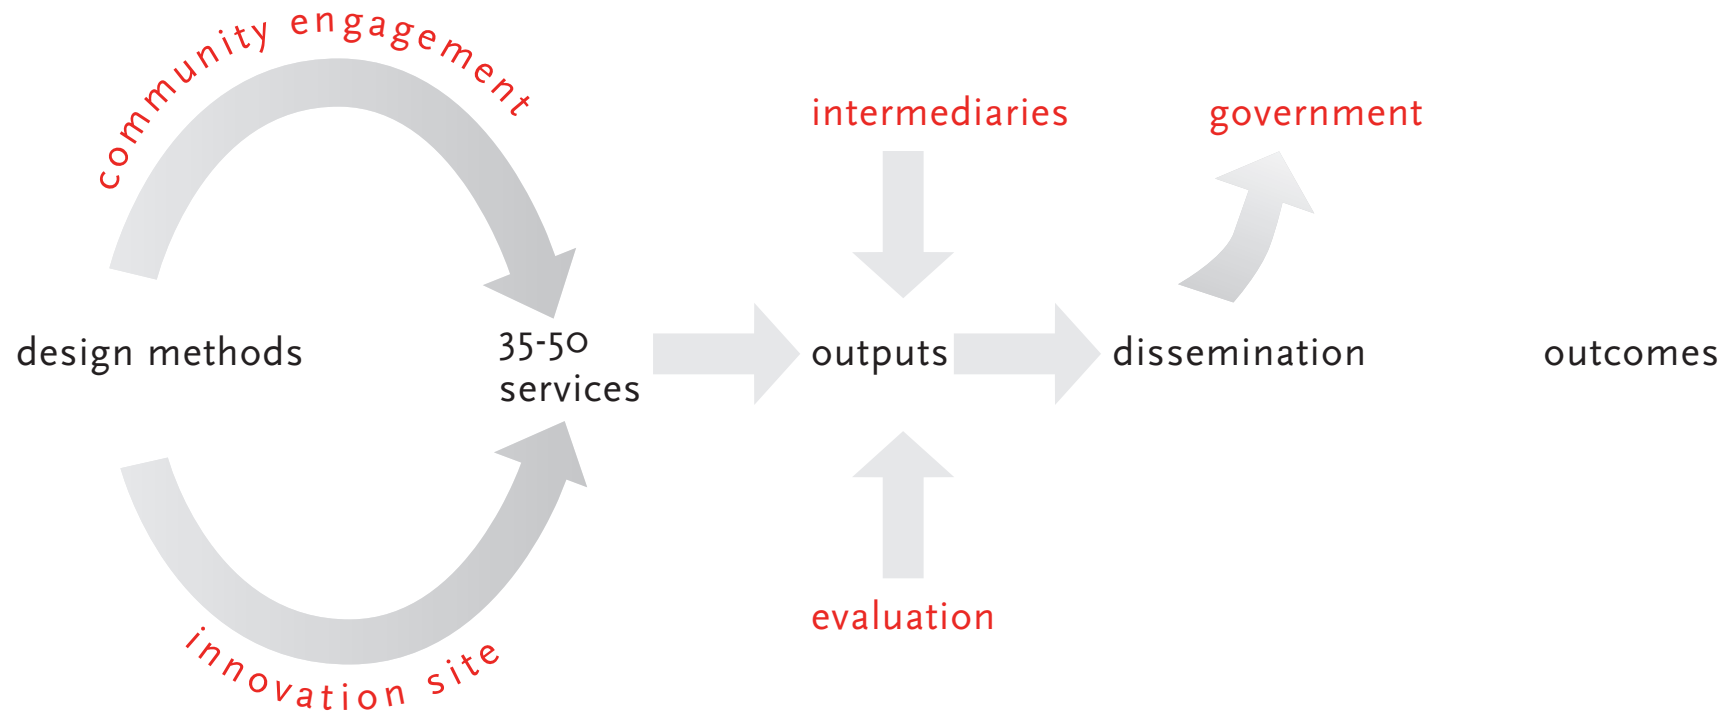 community engagement
intermediaries
government
design methods
35-50
services
outputs
dissemination
outcomes
evaluation
innovation site